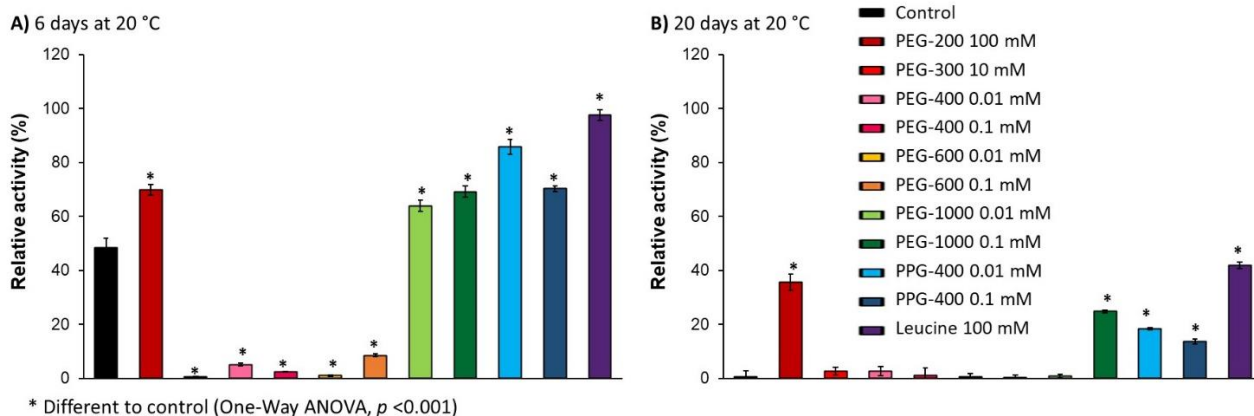 A) 6 days at 20 °C
Relative activity (%)
120
100
80
60
40
20
0
*
*
*
*
*
*
*
*
*
*
*
B) 20 days at 20 °C
Relative activity (%)
120
100
80
60
40
20
0
*
*
*
*
*
Control
PEG-200 100 mM
PEG-300 10 mM
PEG-400 0.01 mM
PEG-400 0.1 mM
PEG-600 0.01 mM
PEG-600 0.1 mM
PEG-1000 0.01 mM
PEG-1000 0.1 mM
PPG-400 0.01 mM
PPG-400 0.1 mM
Leucine 100 mM
* Different to control (One-Way ANOVA, p <0.001)